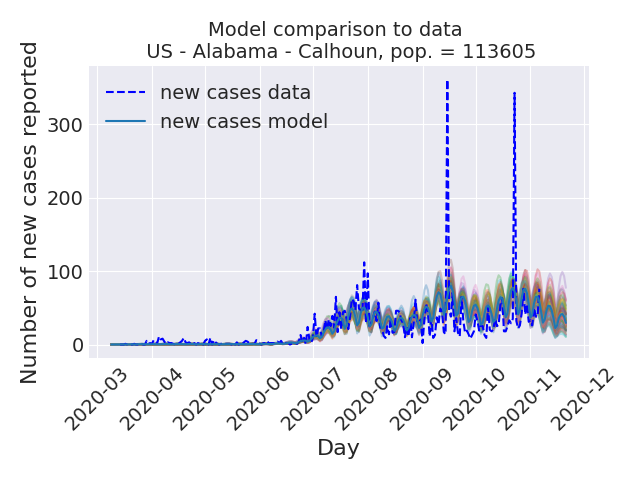 Model comparison to data
US - Alabama - Calhoun, pop. = 113605
Number of new cases reported
new cases data
new cases model
300
200
100
0
2020-03
2020-04
2020-05
2020-06
2020-07
2020-08
2020-09
2020-10
2020-11
2020-12
Day